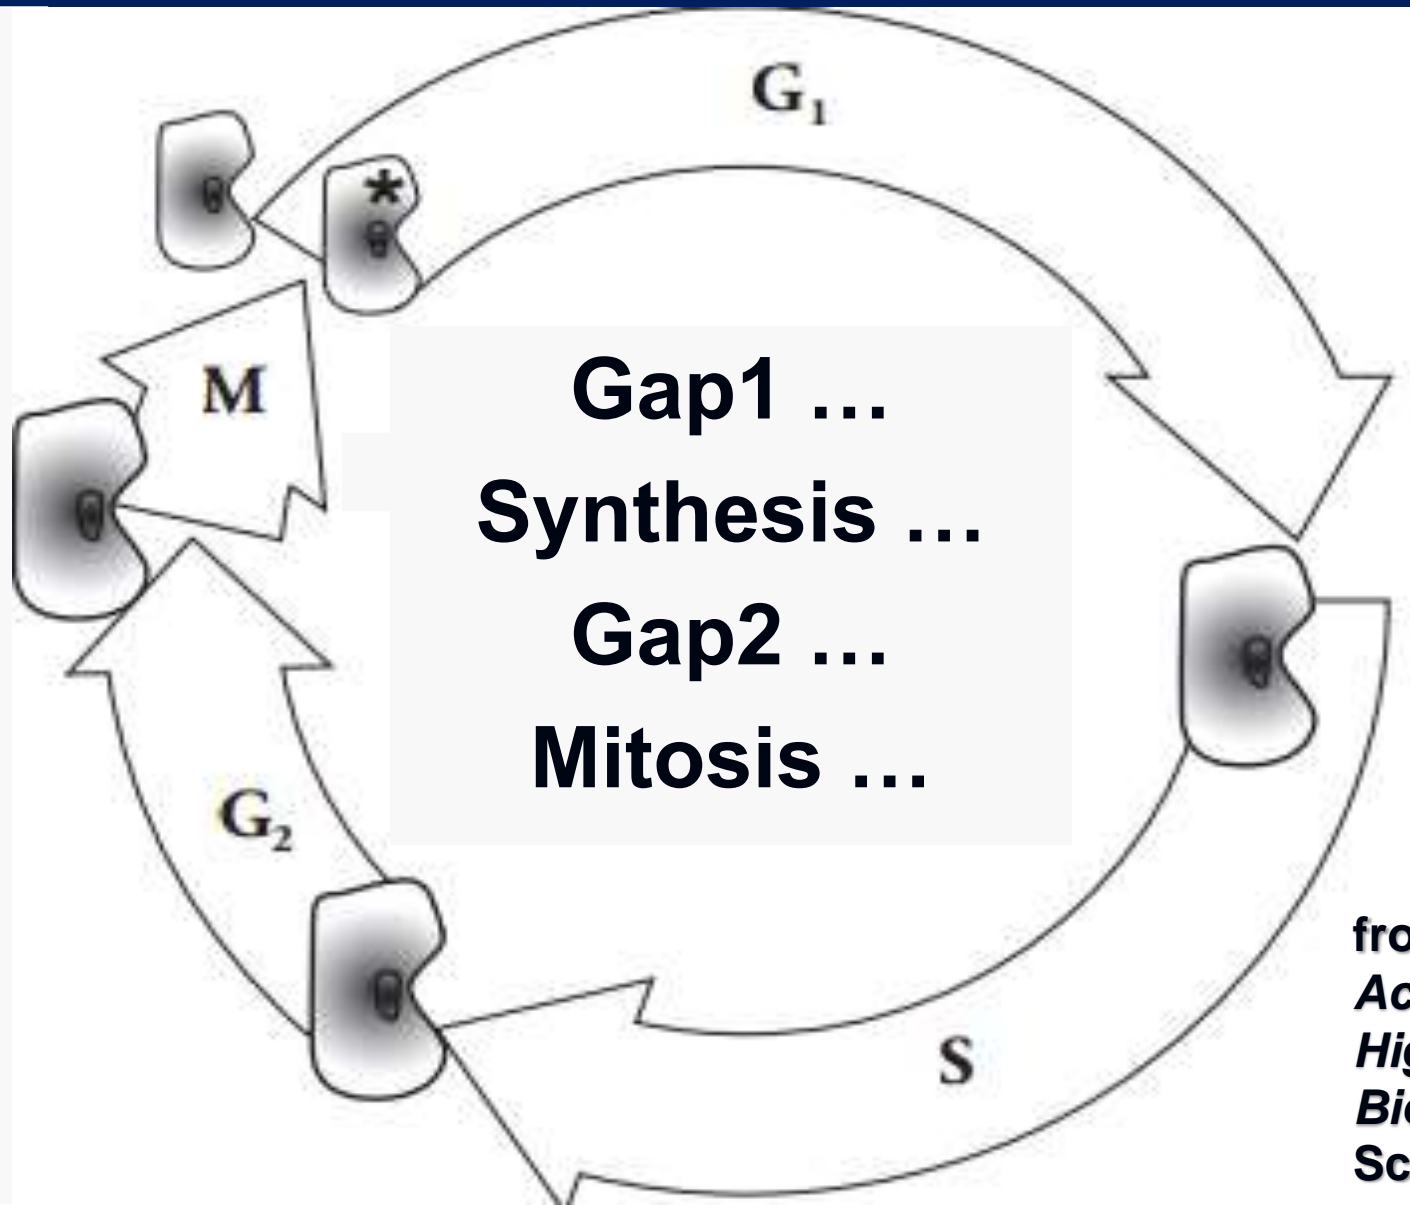 G₁
*
M
Gap1 …
Synthesis …
Gap2 …
Mitosis …
G₂
S